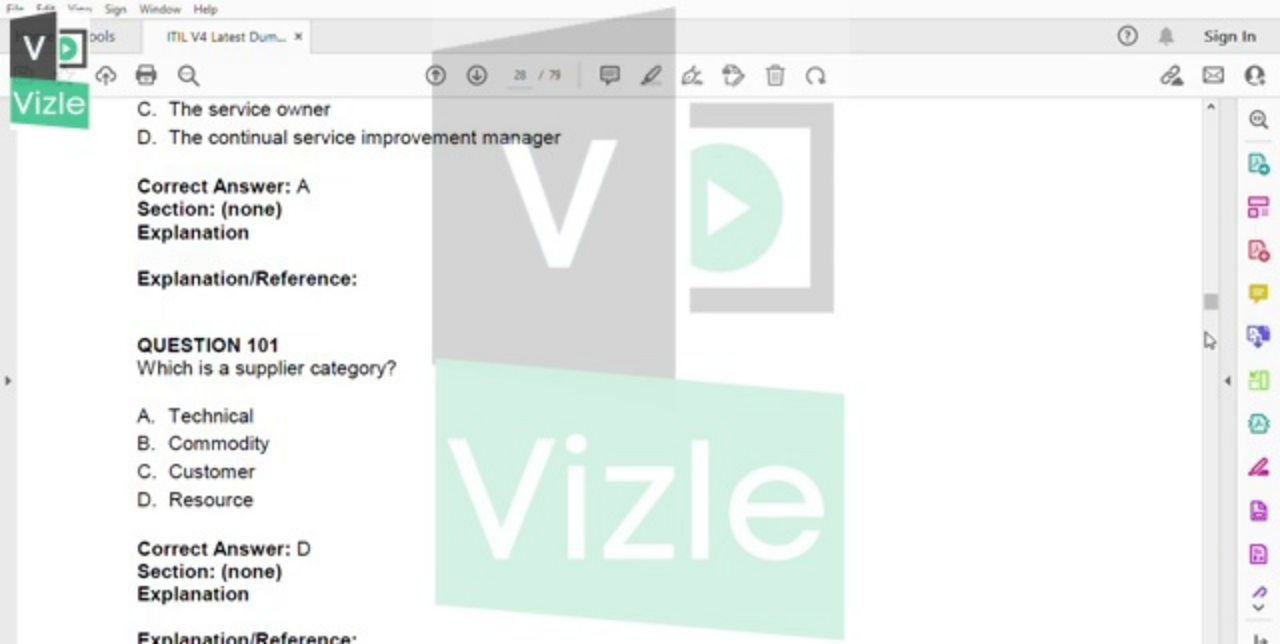 File Edit View Sign Window Help
ools
ITIL V4 Latest Dum... ×
Sign In
28 / 79
V
Vizle
C. The service owner
D. The continual service improvement manager
Correct Answer: A
Section: (none)
Explanation
Explanation/Reference:
QUESTION 101
Which is a supplier category?
A. Technical
B. Commodity
C. Customer
D. Resource
Correct Answer: D
Section: (none)
Explanation
Explanation/Reference:
V
Vizle